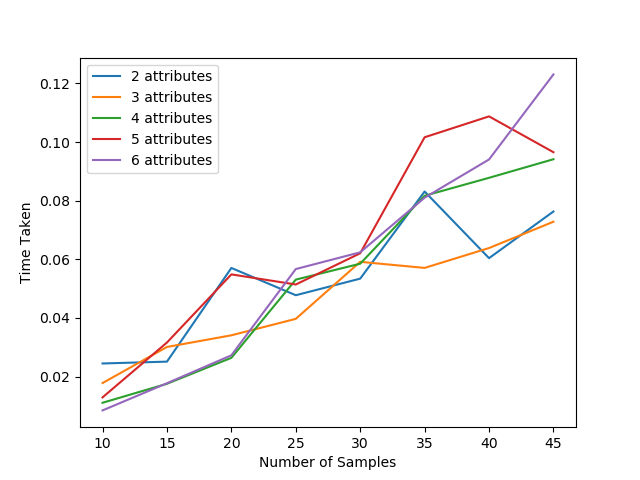 2 attributes
3 attributes
4 attributes
5 attributes
6 attributes
0.12
0.10
0.08
0.06
0.04
0.02
Time Taken
10 15 20 25 30 35 40 45
Number of Samples